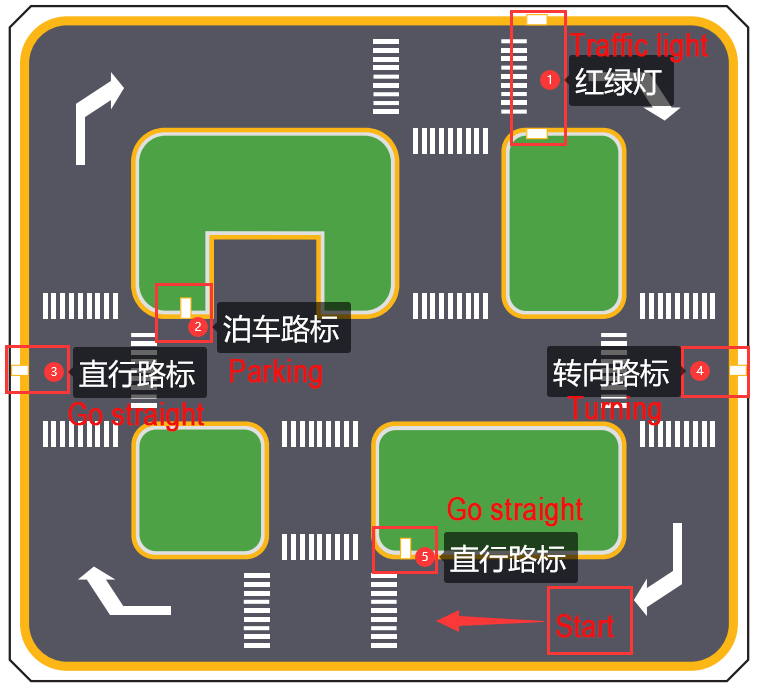 Traffic light
1
红绿灯
2
泊车路标
Parking
3
直行路标
Go straight
转向路标
4
Turning
Go straight
5
直行路标
Start